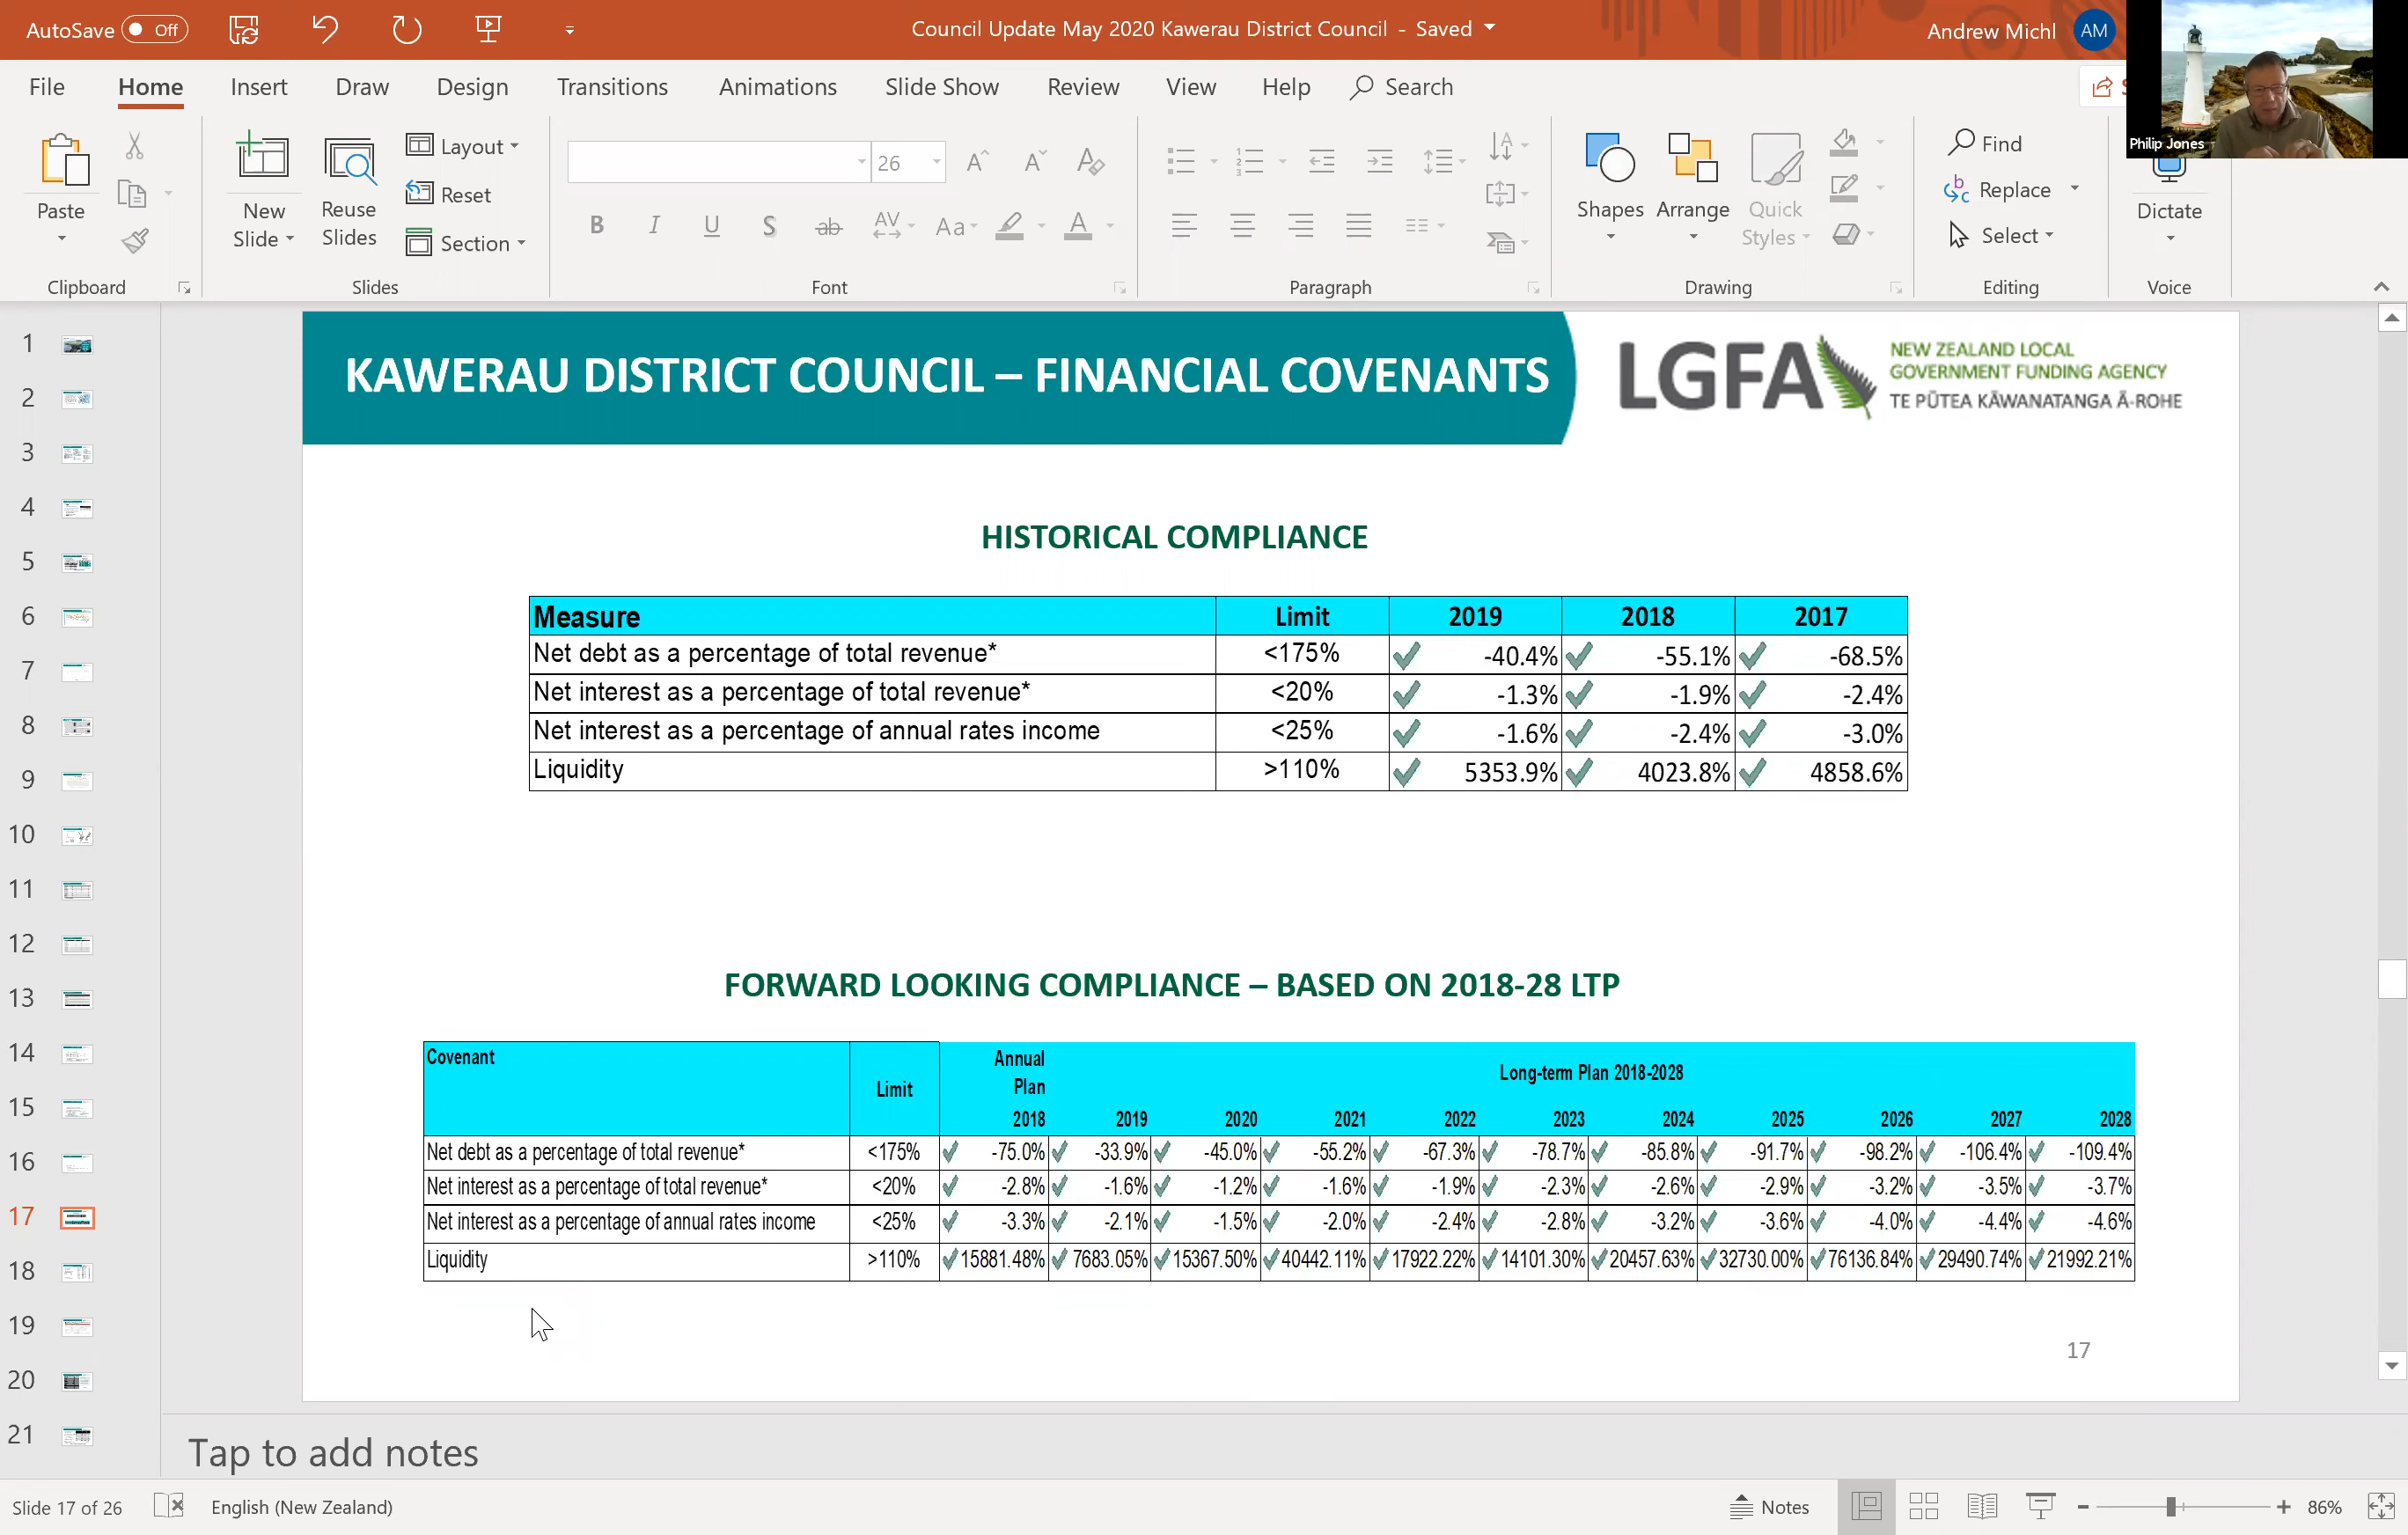 AutoSave Off
Council Update May 2020 Kawerau District Council - Saved
Andrew Michl AM
File Home Insert Draw Design Transitions Animations Slide Show Review View Help Search
Philip Jones
Paste
New Slide
Reuse Slides
Layout
Reset
Section
26
Shapes
Arrange
Quick Styles
Find
Replace
Select
Dictate
Clipboard Slides Font Paragraph Drawing Editing Voice
1
2
3
4
5
6
7
8
9
10
11
12
13
14
15
16
17
18
19
20
21
KAWERAU DISTRICT COUNCIL – FINANCIAL COVENANTS
LGFA
NEW ZEALAND LOCAL
GOVERNMENT FUNDING AGENCY
TE PŪTEA KĀWANATANGA Ā-ROHE
HISTORICAL COMPLIANCE
Measure Limit 2019 2018 2017
Net debt as a percentage of total revenue* <175% -40.4% -55.1% -68.5%
Net interest as a percentage of total revenue* <20% -1.3% -1.9% -2.4%
Net interest as a percentage of annual rates income <25% -1.6% -2.4% -3.0%
Liquidity >110% 5353.9% 4023.8% 4858.6%
FORWARD LOOKING COMPLIANCE – BASED ON 2018-28 LTP
Covenant Limit Annual Plan Long-term Plan 2018-2028
2018 2019 2020 2021 2022 2023 2024 2025 2026 2027 2028
Net debt as a percentage of total revenue* <175% -75.0% -33.9% -45.0% -55.2% -67.3% -78.7% -85.8% -91.7% -98.2% -106.4% -109.4%
Net interest as a percentage of total revenue* <20% -2.8% -1.6% -1.2% -1.6% -1.9% -2.3% -2.6% -2.9% -3.2% -3.5% -3.7%
Net interest as a percentage of annual rates income <25% -3.3% -2.1% -1.5% -2.0% -2.4% -2.8% -3.2% -3.6% -4.0% -4.4% -4.6%
Liquidity >110% 15881.48% 7683.05% 15367.50% 40442.11% 17922.22% 14101.30% 20457.63% 32730.00% 76136.84% 29490.74% 21992.21%
17
Tap to add notes
Slide 17 of 26 English (New Zealand) Notes 86%